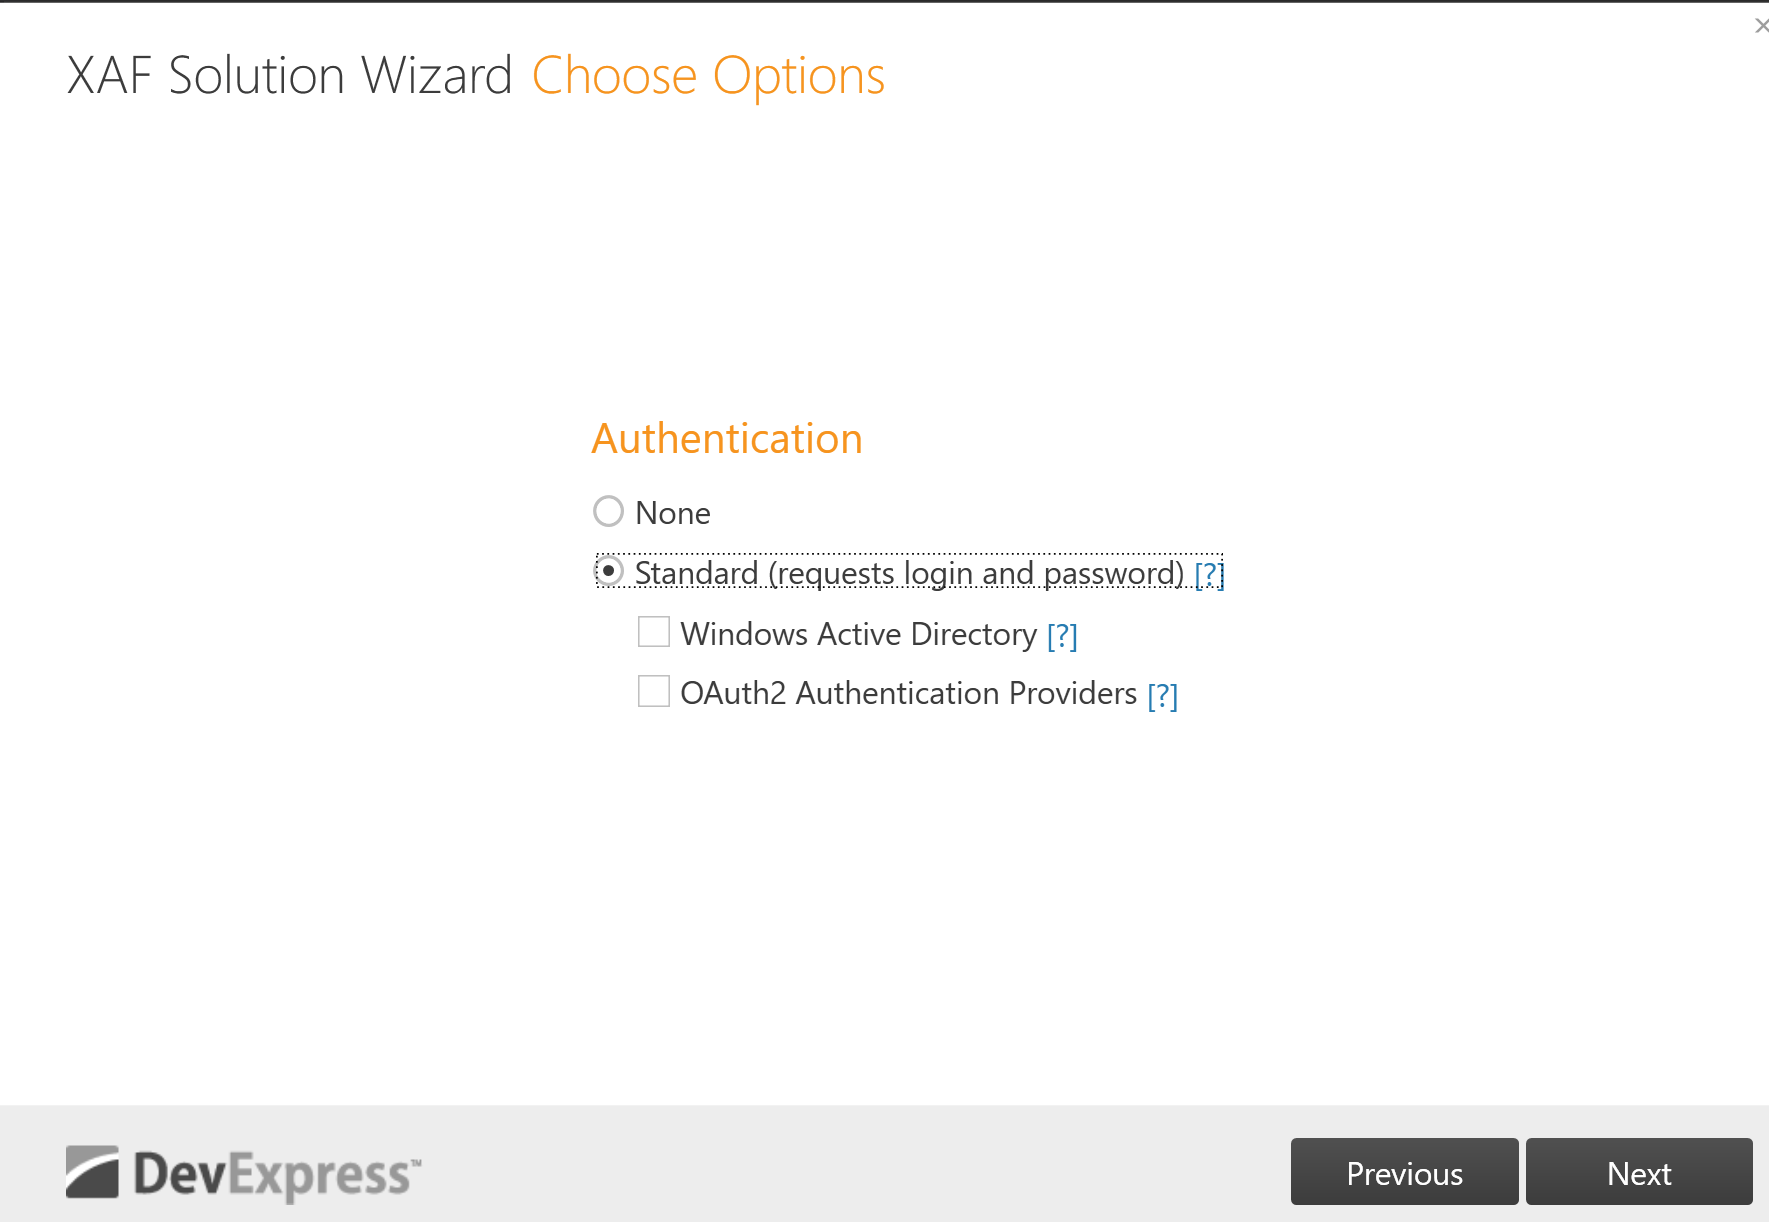 XAF Solution Wizard Choose Options
Authentication
None
Standard (requests login and password) [?]
Windows Active Directory [?]
OAuth2 Authentication Providers [?]
DevExpress™
Previous
Next